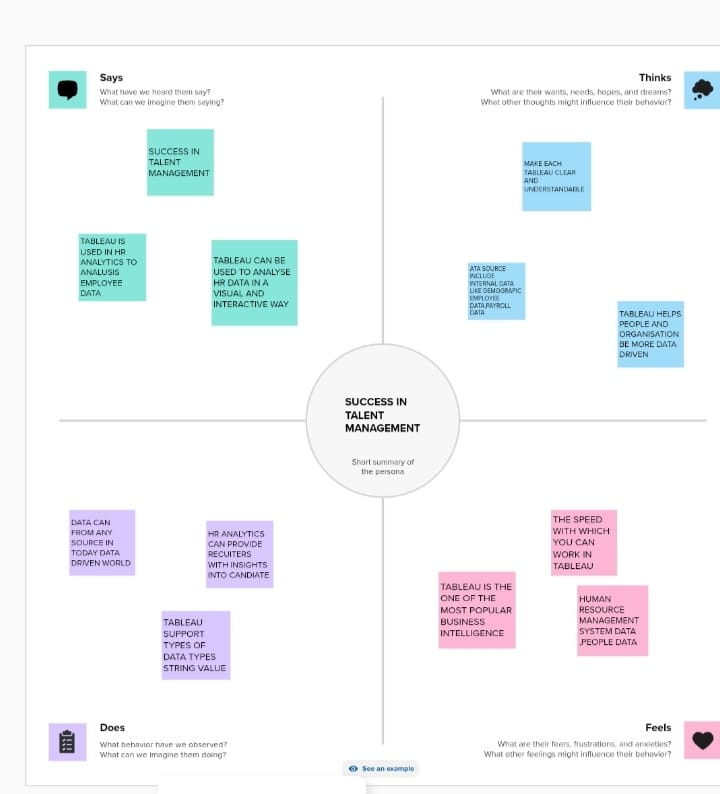 Says
What have we heard them say?
What can we imagine them saying?
Thinks
What are their wants, needs, hopes, and dreams?
What other thoughts might influence their behavior?
SUCCESS IN
TALENT
MANAGEMENT
TABLEAU IS
USED IN HR
ANALYTICS TO
ANALUSIS
EMPLOYEE
DATA
TABLEAU CAN BE
USED TO ANALYSE
HR DATA IN A
VISUAL AND
INTERACTIVE WAY
MAKE EACH
TABLEAU CLEAR
AND
UNDERSTANDABLE
ATA SOURCE
INCLUDE
INTERNAL DATA
LIKE DEMOGRAPIC
EMPLOYEE
DATA,PAYROLL
DATA
TABLEAU HELPS
PEOPLE AND
ORGANISATION
BE MORE DATA
DRIVEN
SUCCESS IN
TALENT
MANAGEMENT
Short summary of
the persona
DATA CAN
FROM ANY
SOURCE IN
TODAY DATA
DRIVEN WORLD
HR ANALYTICS
CAN PROVIDE
RECUITERS
WITH INSIGHTS
INTO CANDIATE
TABLEAU
SUPPORT
TYPES OF
DATA TYPES
STRING VALUE
THE SPEED
WITH WHICH
YOU CAN
WORK IN
TABLEAU
TABLEAU IS THE
ONE OF THE
MOST POPULAR
BUSINESS
INTELLIGENCE
HUMAN
RESOURCE
MANAGEMENT
SYSTEM DATA
,PEOPLE DATA
Does
What behavior have we observed?
What can we imagine them doing?
Feels
What are their fears, frustrations, and anxieties?
What other feelings might influence their behavior?
See an example